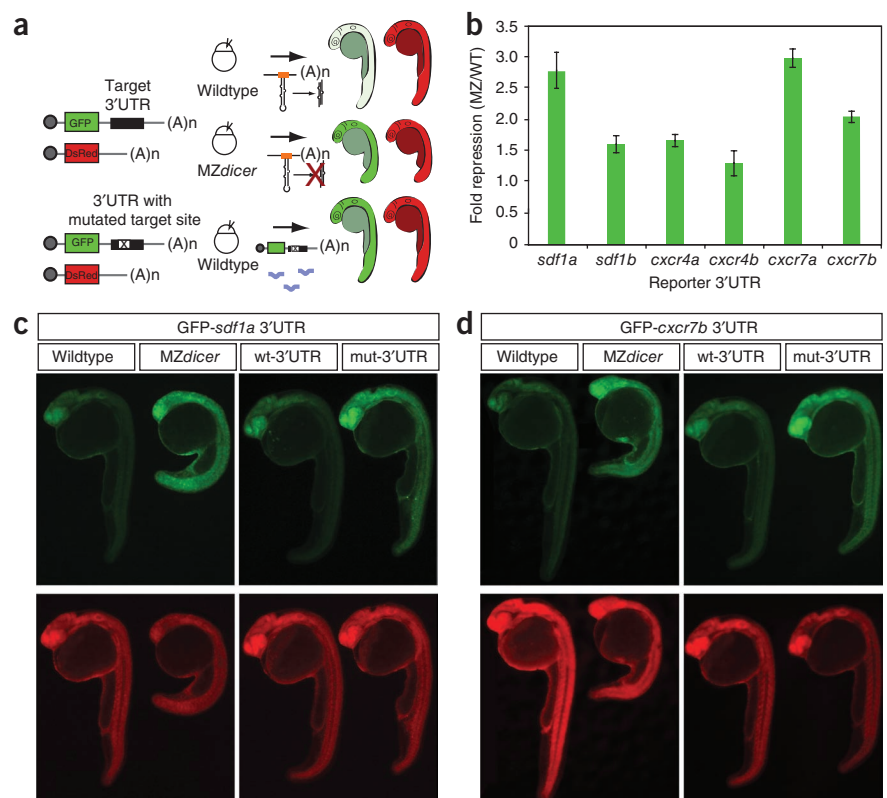 a
Target
3′UTR
GFP
(A)n
DsRed
(A)n
3′UTR with
mutated target site
GFP
X
(A)n
DsRed
(A)n
(A)n
Wildtype
(A)n
MZdicer
X
(A)n
Wildtype
b
Fold repression (MZ/WT)
3.5
3.0
2.5
2.0
1.5
1.0
0.5
0
sdf1a
sdf1b
cxcr4a
cxcr4b
cxcr7a
cxcr7b
Reporter 3′UTR
c
GFP-sdf1a 3′UTR
Wildtype
MZdicer
wt-3′UTR
mut-3′UTR
d
GFP-cxcr7b 3′UTR
Wildtype
MZdicer
wt-3′UTR
mut-3′UTR